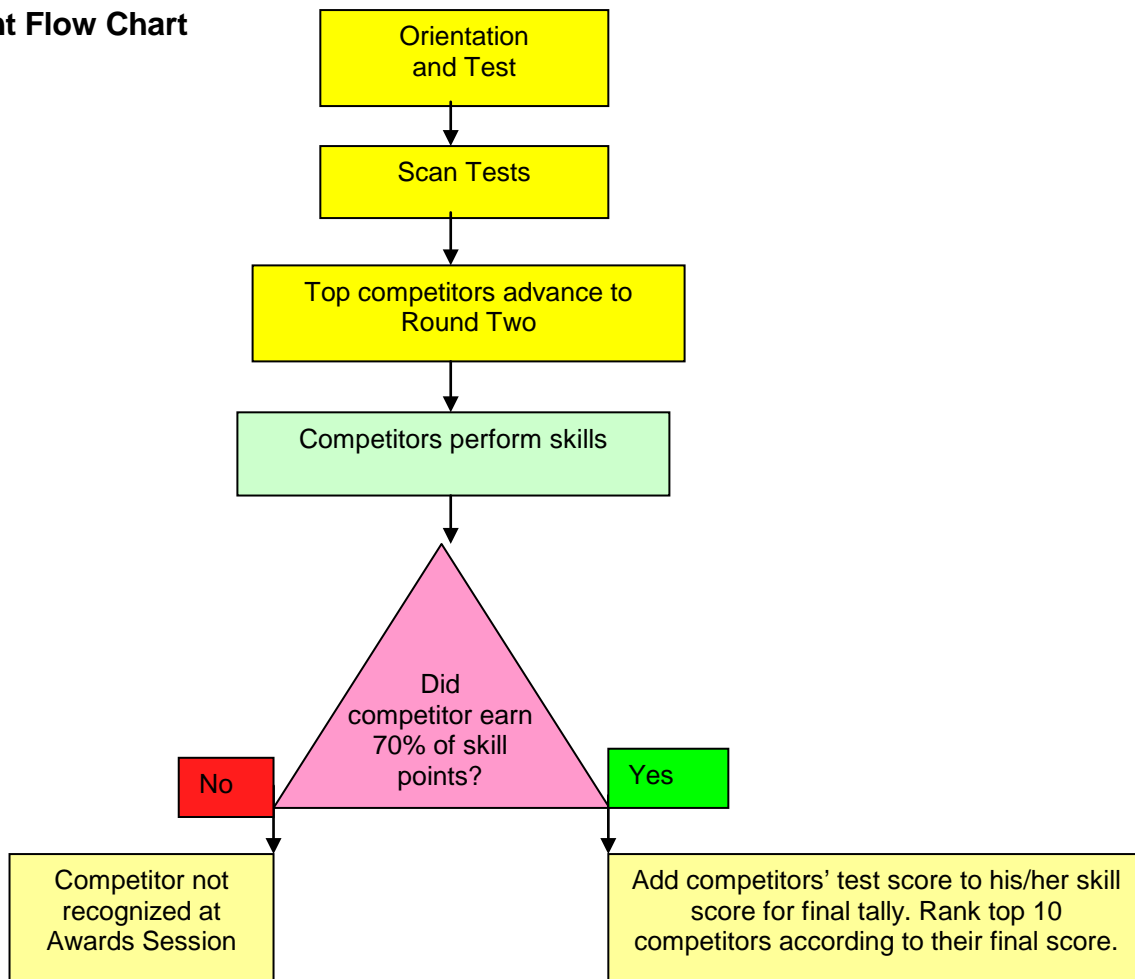 Flow Chart
Orientation
and Test
Scan Tests
Top competitors advance to
Round Two
Competitors perform skills
Did
competitor earn
70% of skill
points?
No
Yes
Competitor not
recognized at
Awards Session
Add competitors’ test score to his/her skill
score for final tally. Rank top 10
competitors according to their final score.